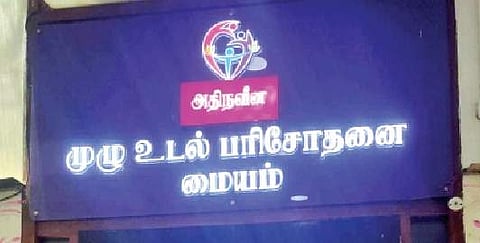 அதிநவீன
முழு உடல் பரிசோதனை
மையம்